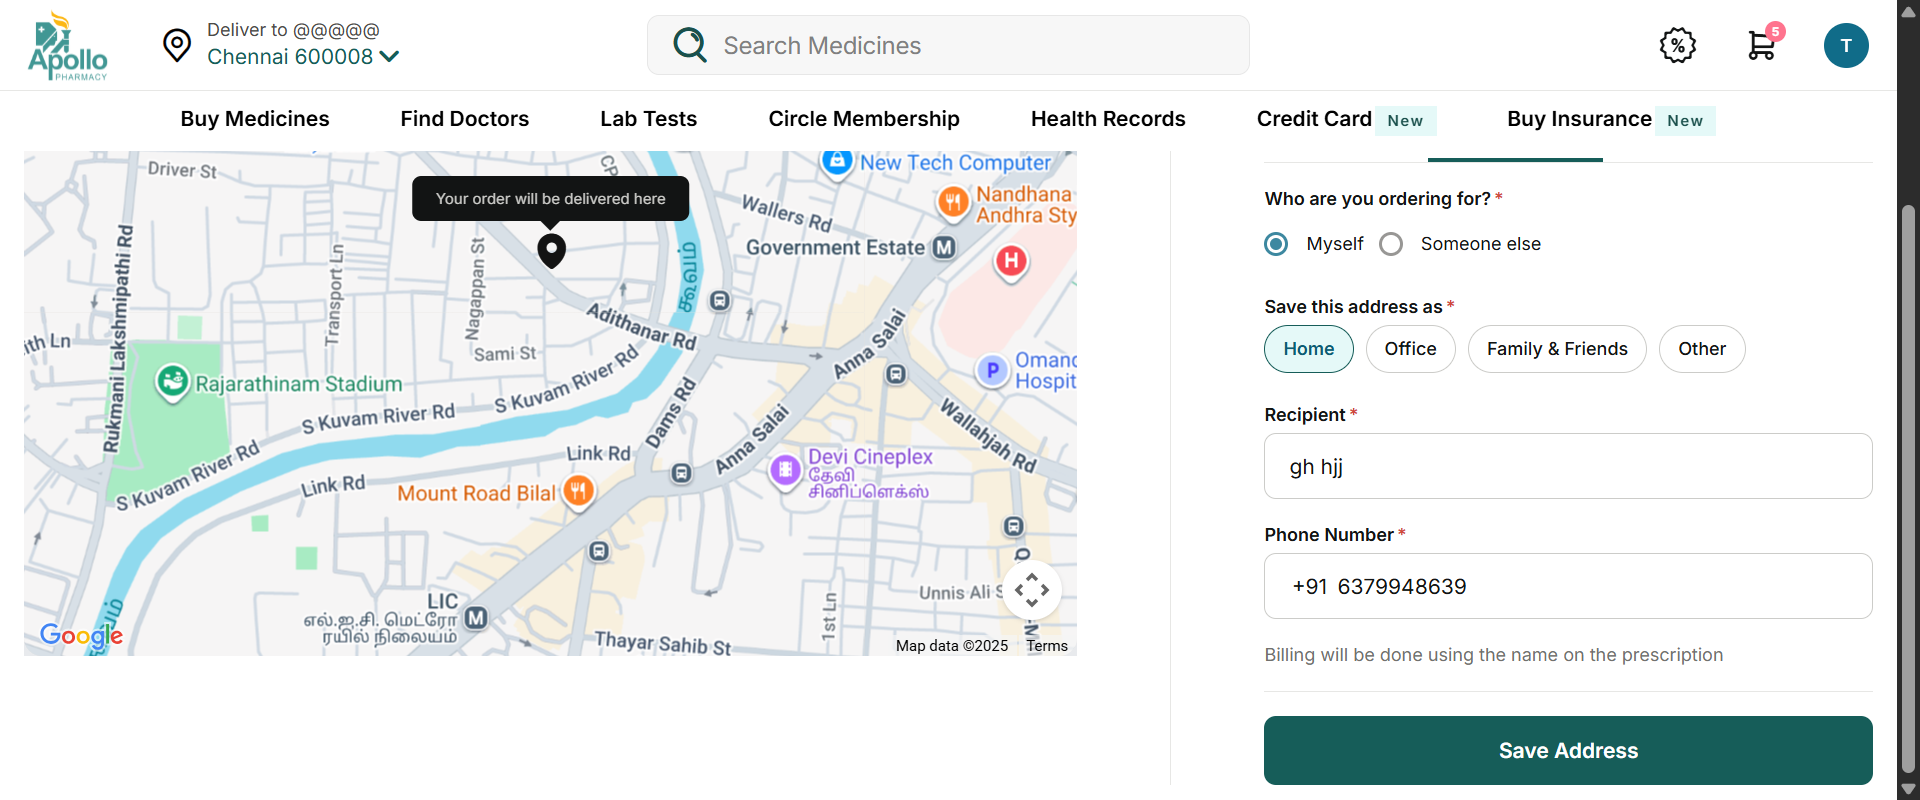 Apollo
PHARMACY
Deliver to @@@@@
Chennai 600008
Search Medicines
%
5
T
Buy Medicines
Find Doctors
Lab Tests
Circle Membership
Health Records
Credit Card New
Buy Insurance New
Driver St
New Tech Computer
Your order will be delivered here
Wallers Rd
Nandhana
Andhra Sty
Government Estate
M
H
கூவம்
Rukmani Lakshmipathi Rd
Transport Ln
Nagappan St
Adithanar Rd
ith Ln
Sami St
Anna Salai
P
Omand
Hospit
Rajarathinam Stadium
S Kuvam River Rd
S Kuvam River Rd
Dams Rd
Anna Salai
Wallajah Rd
S Kuvam River Rd
Link Rd
Link Rd
Devi Cineplex
தேவி
சினிப்ளெக்ஸ்
Mount Road Bilal
LIC
எல்.ஐ.சி. மெட்ரோ
ரயில் நிலையம்
M
Unnis Ali S
1st Ln
Thayar Sahib St
Google
Map data ©2025
Terms
Who are you ordering for? *
Myself
Someone else
Save this address as *
Home
Office
Family & Friends
Other
Recipient *
gh hjj
Phone Number *
+91 6379948639
Billing will be done using the name on the prescription
Save Address